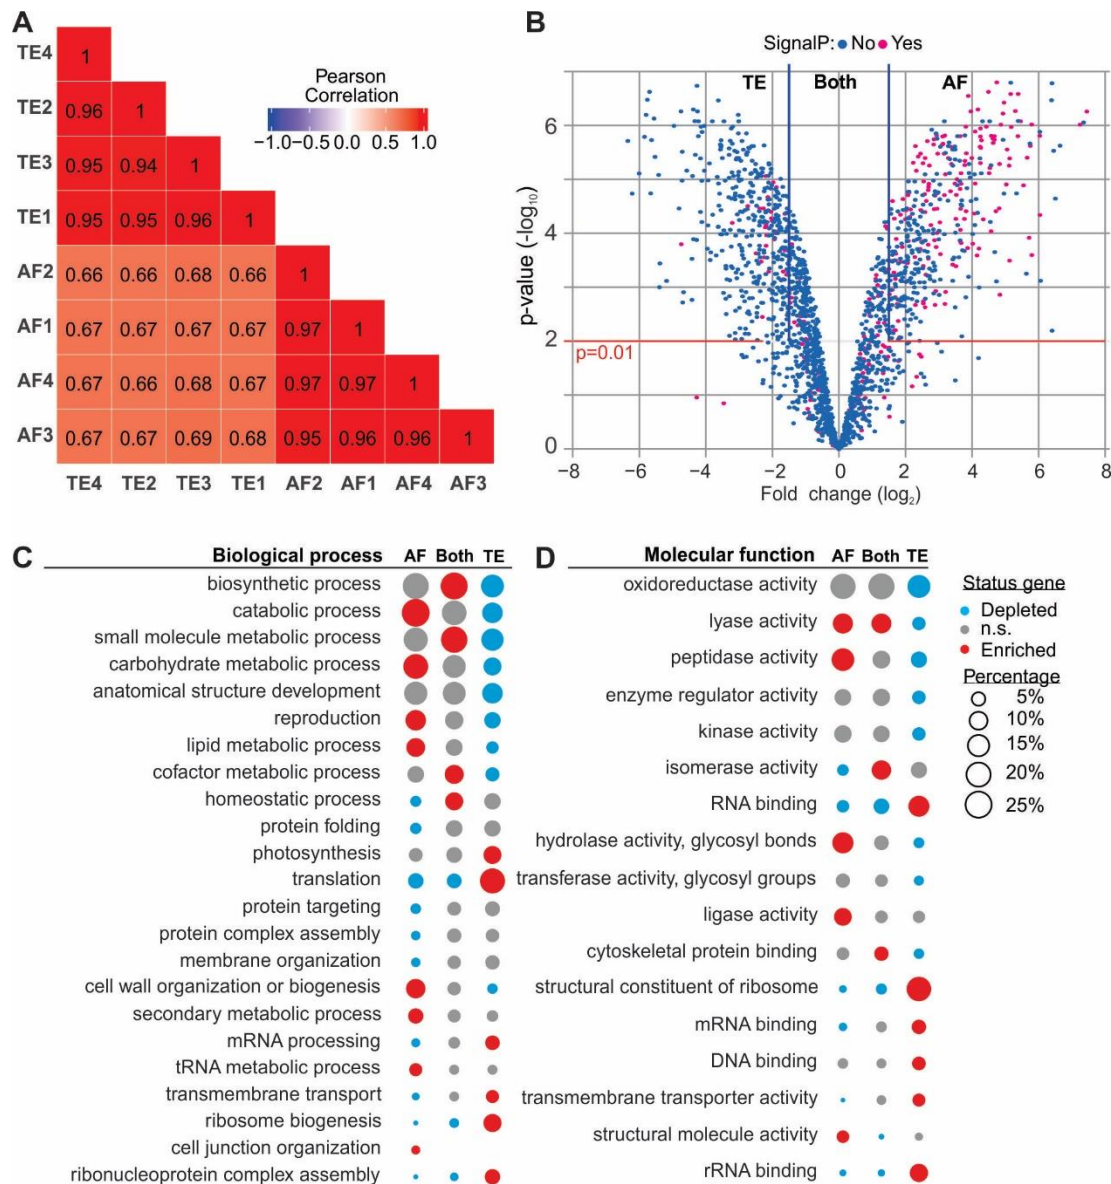 A
TE4 1
TE2 0.96 1
TE3 0.95 0.94 1
TE1 0.95 0.95 0.96 1
AF2 0.66 0.66 0.68 0.66 1
AF1 0.67 0.67 0.67 0.67 0.97 1
AF4 0.67 0.66 0.68 0.67 0.97 0.97 1
AF3 0.67 0.67 0.69 0.68 0.95 0.96 0.96 1
TE4 TE2 TE3 TE1 AF2 AF1 AF4 AF3
Pearson
Correlation
−1.0 −0.5 0.0 0.5 1.0
B
SignalP: No Yes
TE Both AF
p-value (-log10)
6
4
2
0
p=0.01
−8 −6 −4 −2 0 2 4 6 8
Fold change (log2)
C Biological process AF Both TE
biosynthetic process
catabolic process
small molecule metabolic process
carbohydrate metabolic process
anatomical structure development
reproduction
lipid metabolic process
cofactor metabolic process
homeostatic process
protein folding
photosynthesis
translation
protein targeting
protein complex assembly
membrane organization
cell wall organization or biogenesis
secondary metabolic process
mRNA processing
tRNA metabolic process
transmembrane transport
ribosome biogenesis
cell junction organization
ribonucleoprotein complex assembly
D Molecular function AF Both TE
oxidoreductase activity
lyase activity
peptidase activity
enzyme regulator activity
kinase activity
isomerase activity
RNA binding
hydrolase activity, glycosyl bonds
transferase activity, glycosyl groups
ligase activity
cytoskeletal protein binding
structural constituent of ribosome
mRNA binding
DNA binding
transmembrane transporter activity
structural molecule activity
rRNA binding
Status gene
Depleted
n.s.
Enriched
Percentage
5%
10%
15%
20%
25%